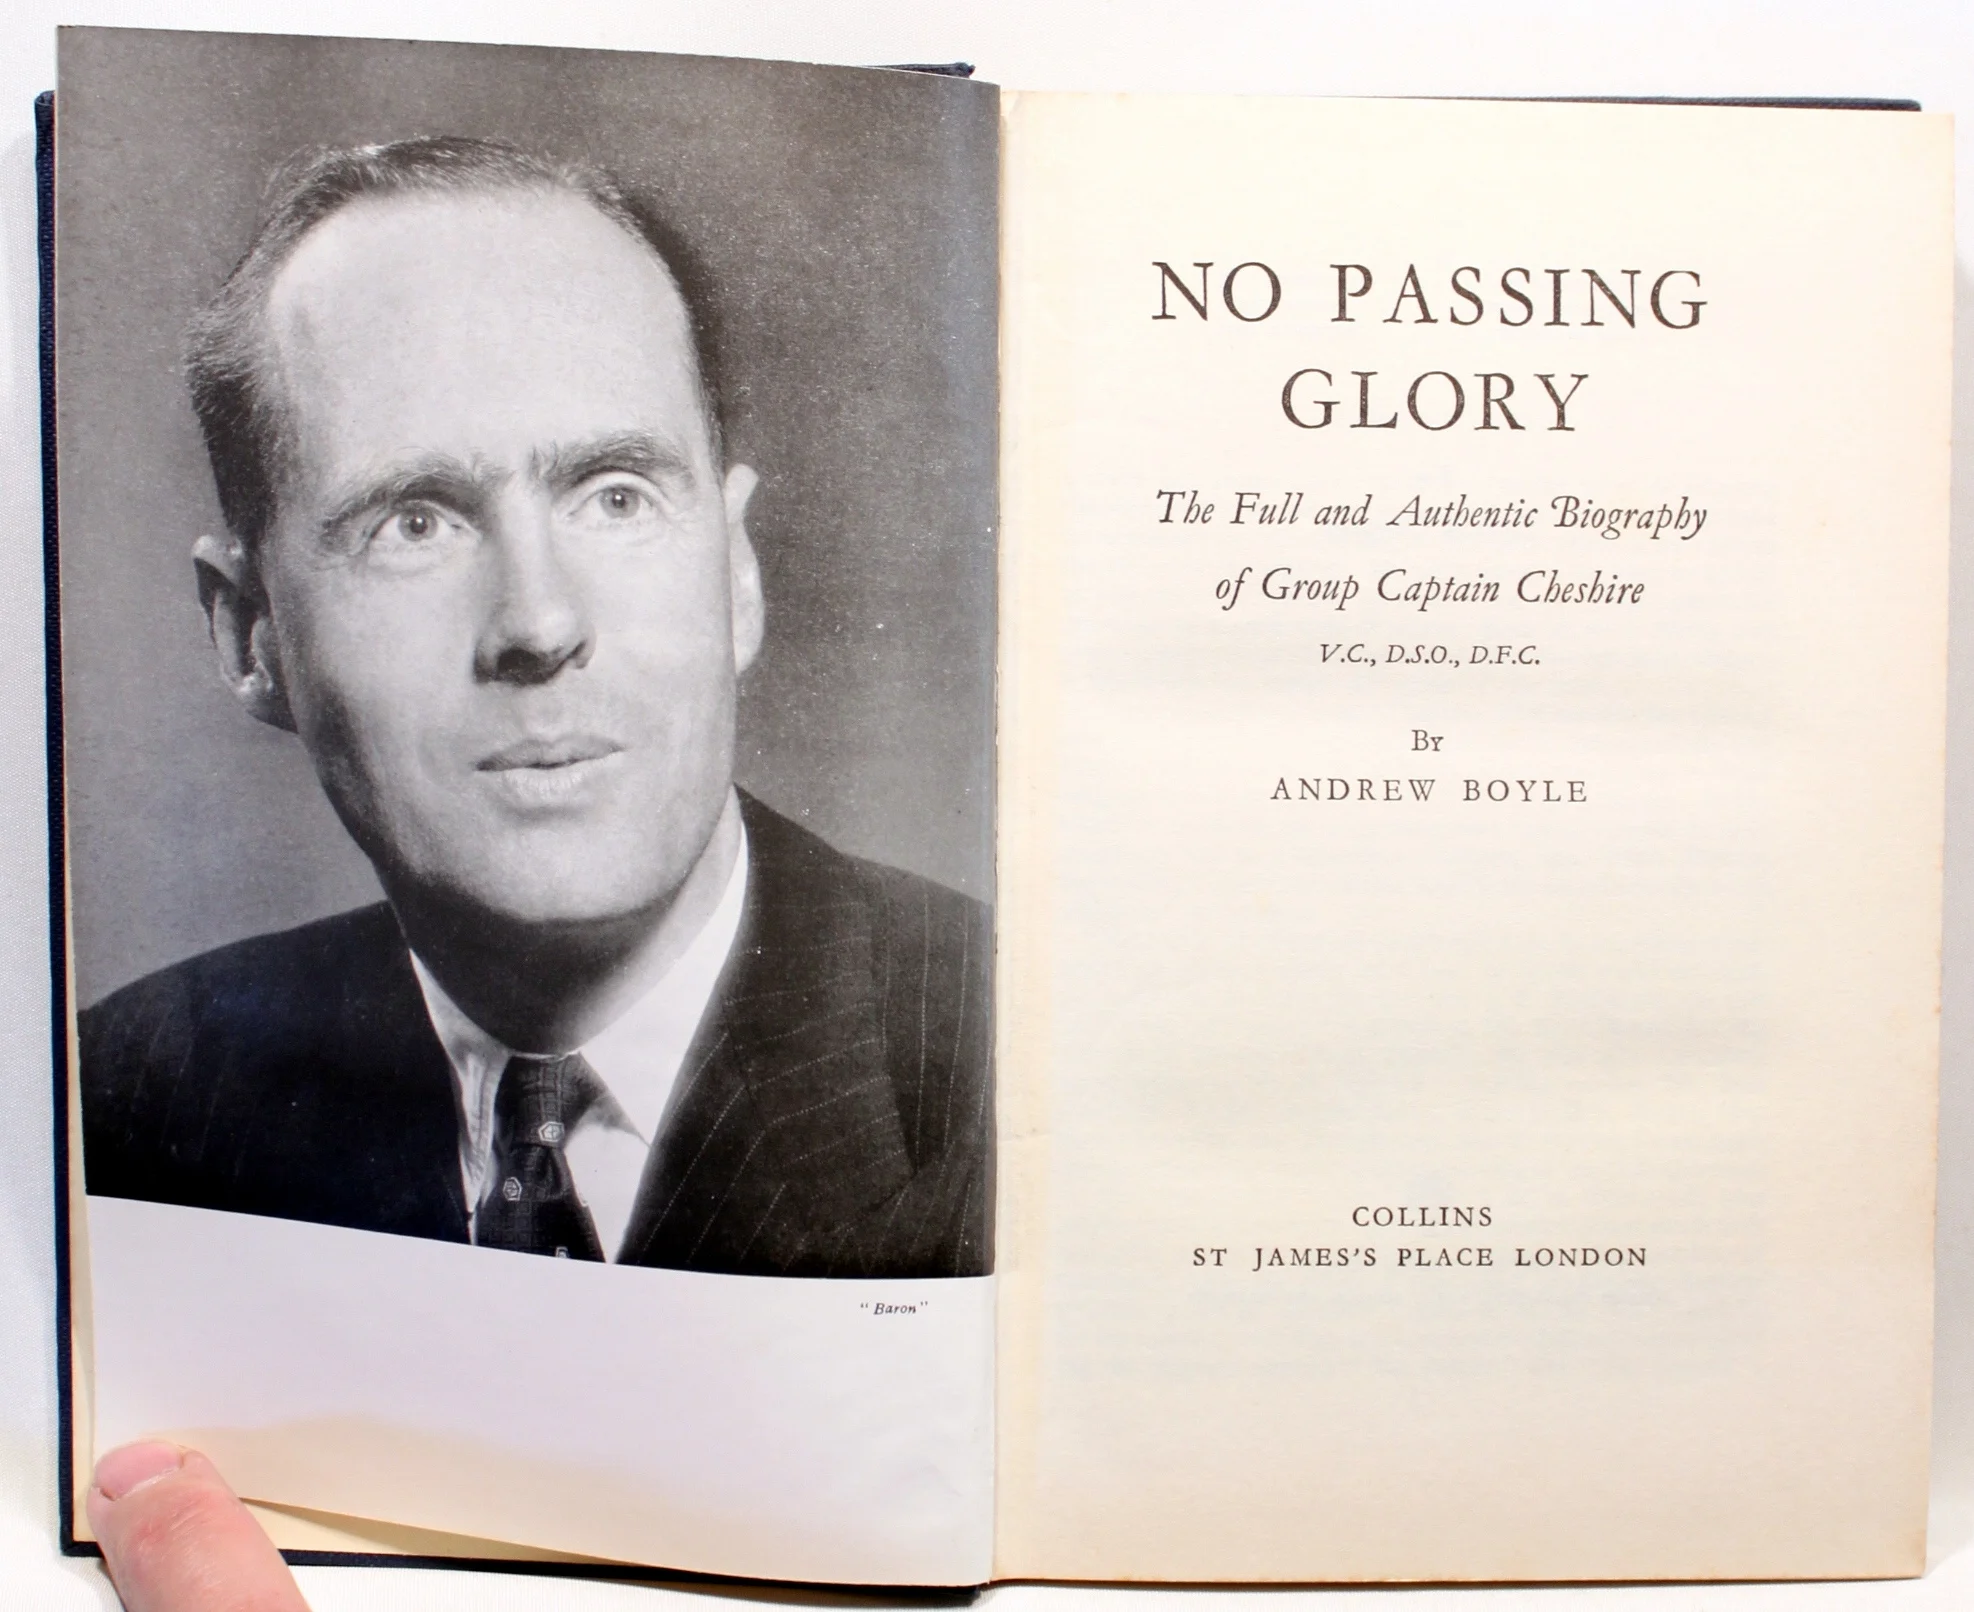 "Baron"
NO PASSING
GLORY
The Full and Authentic Biography
of Group Captain Cheshire
V.C., D.S.O., D.F.C.
By
ANDREW BOYLE
COLLINS
ST JAMES'S PLACE LONDON